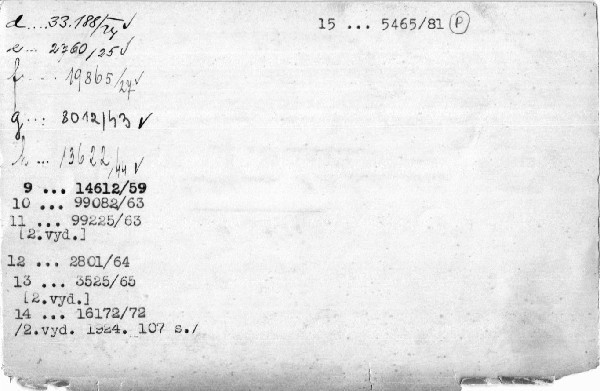 d....33.188/24 ✓
e... 2760/25 ✓
f..... 19865/27 ✓
g...: 8012/43 ✓
h... 13622/44 ✓
9 ... 14612/59
10 ... 99082/63
11 ... 99225/63
[2.vyd.]
12 ... 2801/64
13 ... 3525/65
[2.vyd.]
14 ... 16172/72
/2.vyd. 1924. 107 s./
15 ... 5465/81 (P)